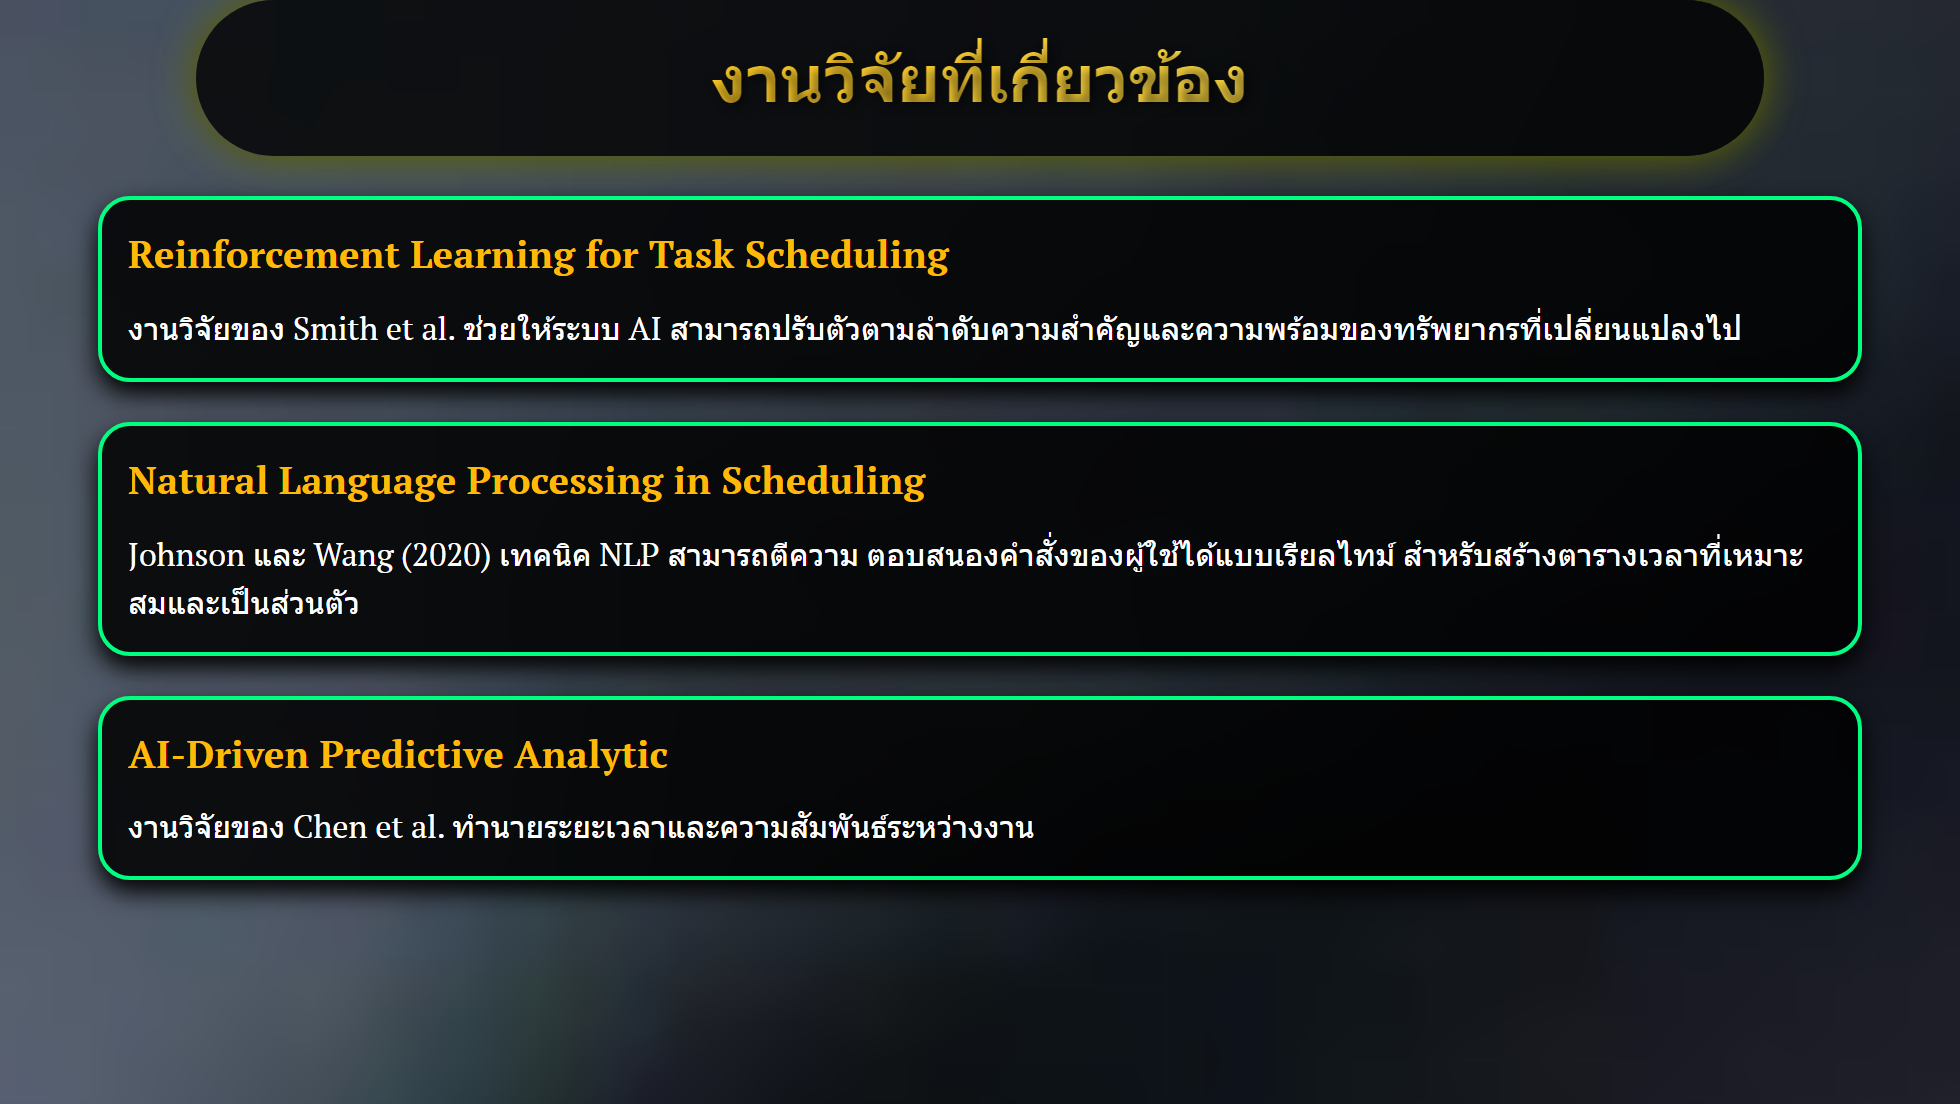 งานวิจัยที่เกี่ยวข้อง
Reinforcement Learning for Task Scheduling
งานวิจัยของ Smith et al. ช่วยให้ระบบ AI สามารถปรับตัวตามลำดับความสำคัญและความพร้อมของทรัพยากรที่เปลี่ยนแปลงไป
Natural Language Processing in Scheduling
Johnson และ Wang (2020) เทคนิค NLP สามารถตีความ ตอบสนองคำสั่งของผู้ใช้ได้แบบเรียลไทม์ สำหรับสร้างตารางเวลาที่เหมาะ
สมและเป็นส่วนตัว
AI-Driven Predictive Analytic
งานวิจัยของ Chen et al. ทำนายระยะเวลาและความสัมพันธ์ระหว่างงาน